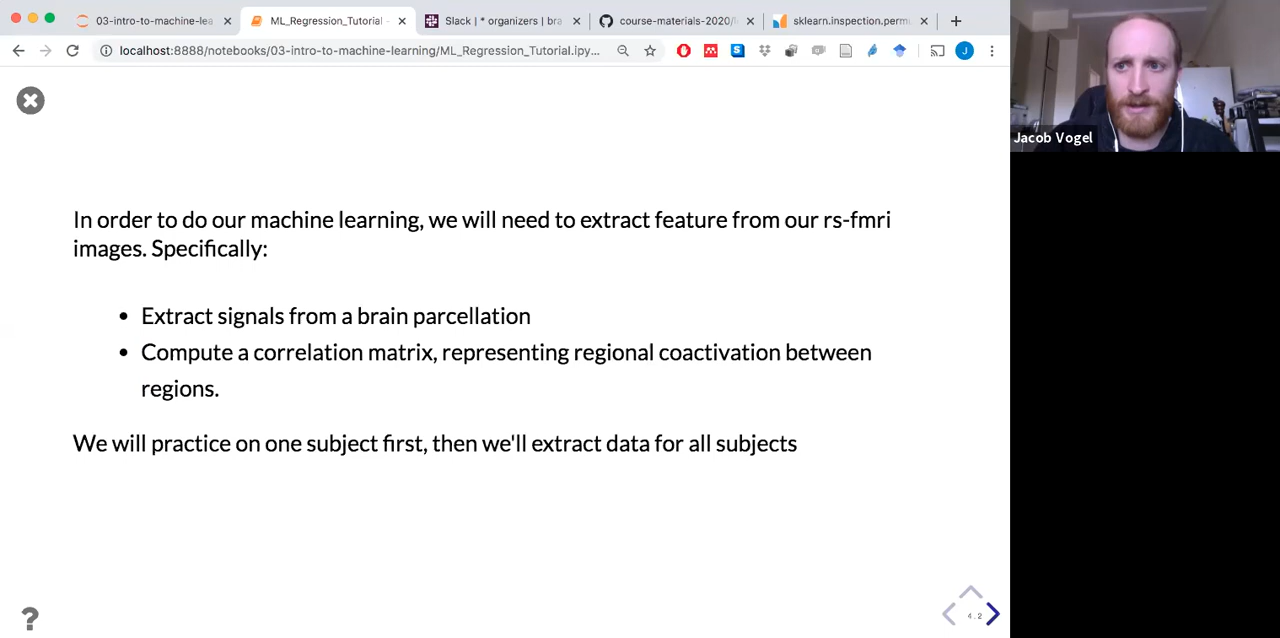 03-intro-to-machine-lea
ML_Regression_Tutorial
Slack | * organizers | bra
course-materials-2020/
sklearn.inspection.perm
localhost:8888/notebooks/03-intro-to-machine-learning/ML_Regression_Tutorial.ipy...
J
Jacob Vogel
In order to do our machine learning, we will need to extract feature from our rs-fmri
images. Specifically:
• Extract signals from a brain parcellation
• Compute a correlation matrix, representing regional coactivation between
regions.
We will practice on one subject first, then we'll extract data for all subjects
4.2
?